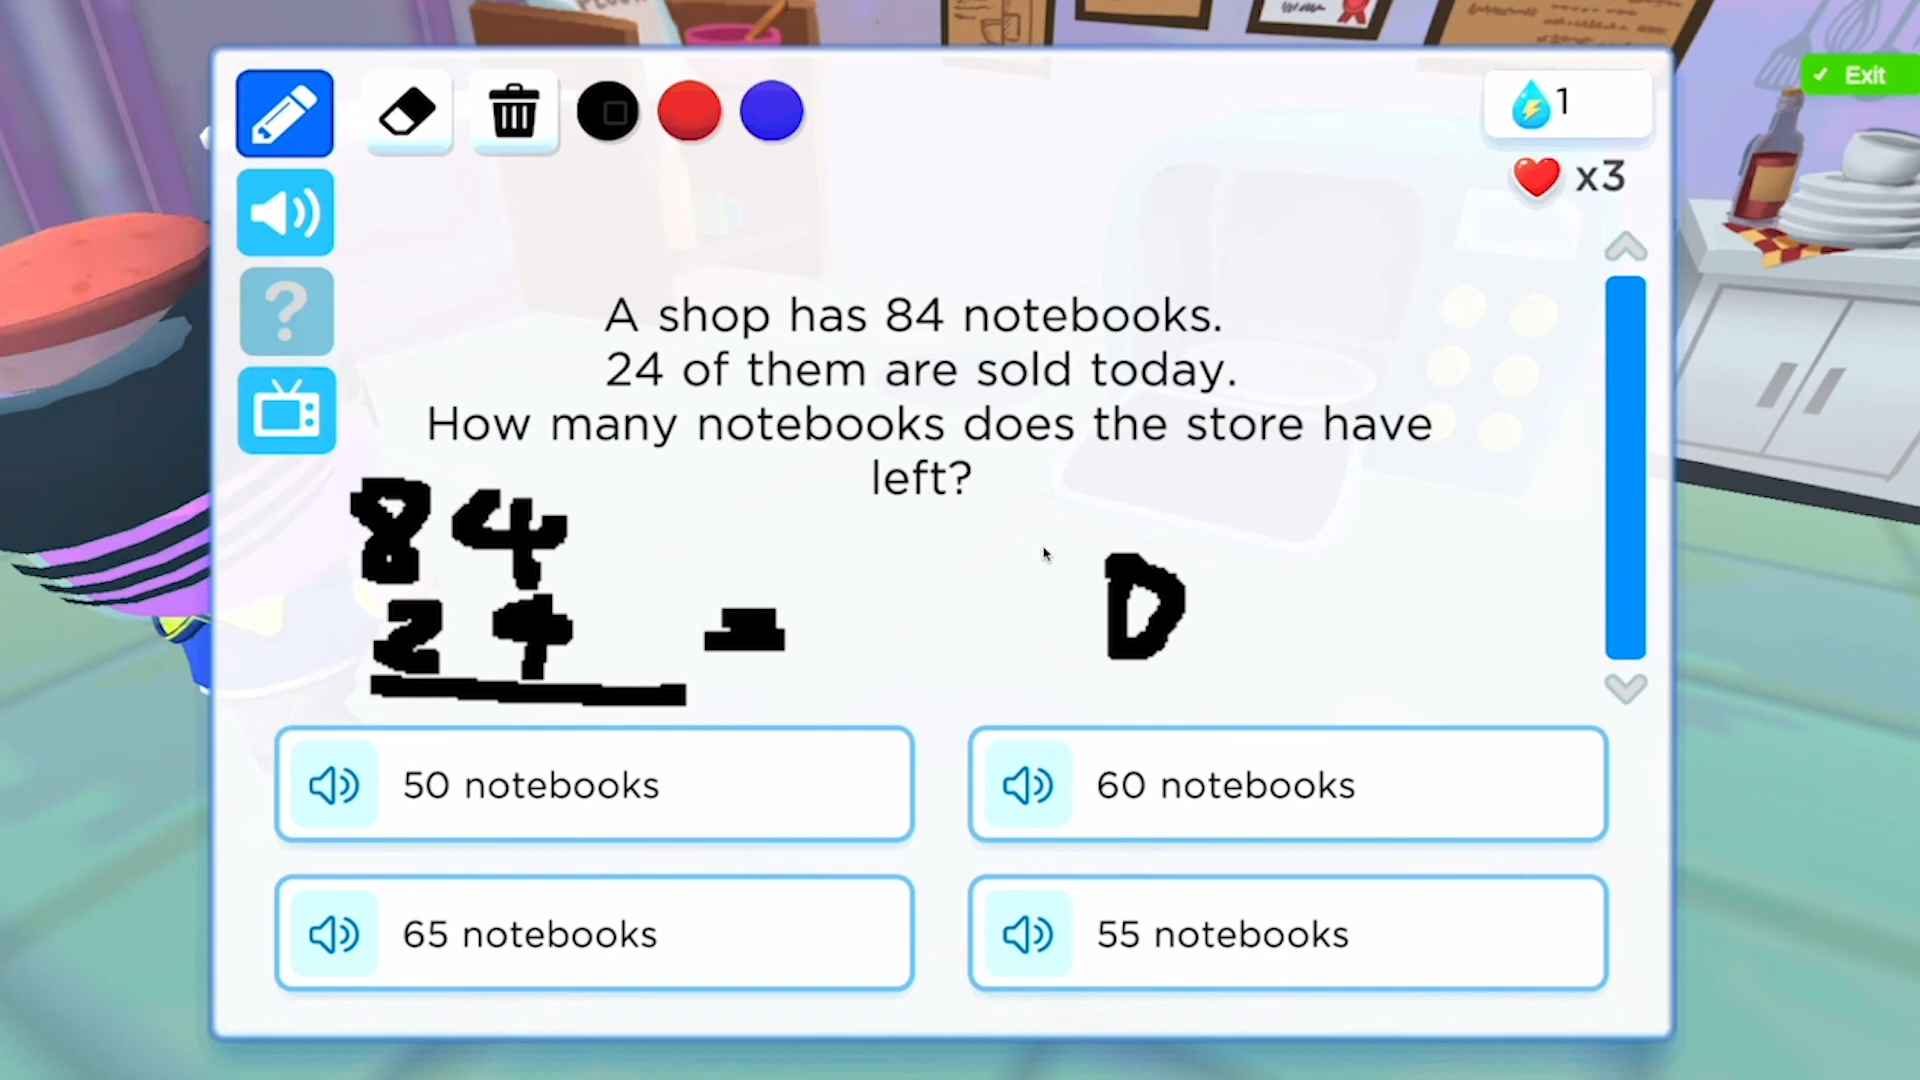 Exit
1
x3
A shop has 84 notebooks.
24 of them are sold today.
How many notebooks does the store have
left?
84
24 =
D
50 notebooks
60 notebooks
65 notebooks
55 notebooks